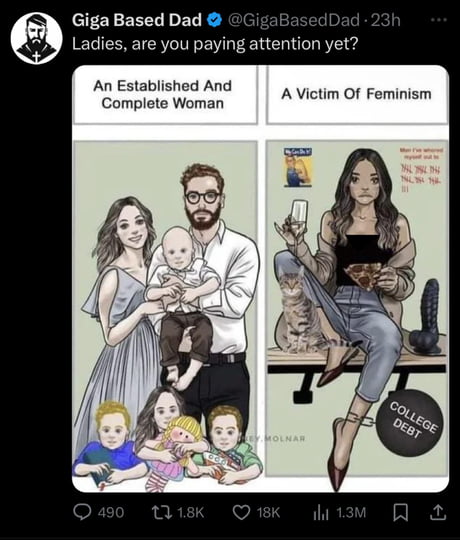 Giga Based Dad @GigaBasedDad · 23h
Ladies, are you paying attention yet?
An Established And
Complete Woman
A Victim Of Feminism
We Can Do It!
Men I've whored
myself out to
COLLEGE
DEBT
EY.MOLNAR
490 1.8K 18K 1.3M